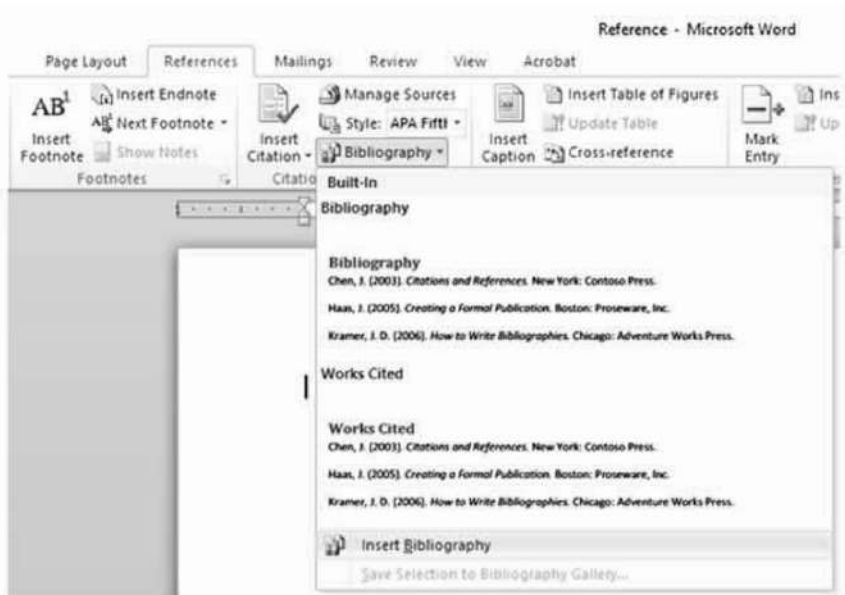 Reference - Microsoft Word
Page Layout References Mailings Review View Acrobat
AB¹ Insert Endnote Manage Sources Insert Table of Figures Ins
AB Next Footnote Style: APA Fiftl Update Table Up
Insert Footnote Show Notes Insert Citation Bibliography Insert Caption Cross-reference Mark Entry
Footnotes Citatio
Built-In
Bibliography
Bibliography
Chen, J. (2003). Citations and References. New York: Contoso Press.
Haas, J. (2005). Creating a Formal Publication. Boston: Proseware, Inc.
Kramer, J. D. (2006). How to Write Bibliographies. Chicago: Adventure Works Press.
Works Cited
Works Cited
Chen, J. (2003). Citations and References. New York: Contoso Press.
Haas, J. (2005). Creating a Formal Publication. Boston: Proseware, Inc.
Kramer, J. D. (2006). How to Write Bibliographies. Chicago: Adventure Works Press.
Insert Bibliography
Save Selection to Bibliography Gallery...